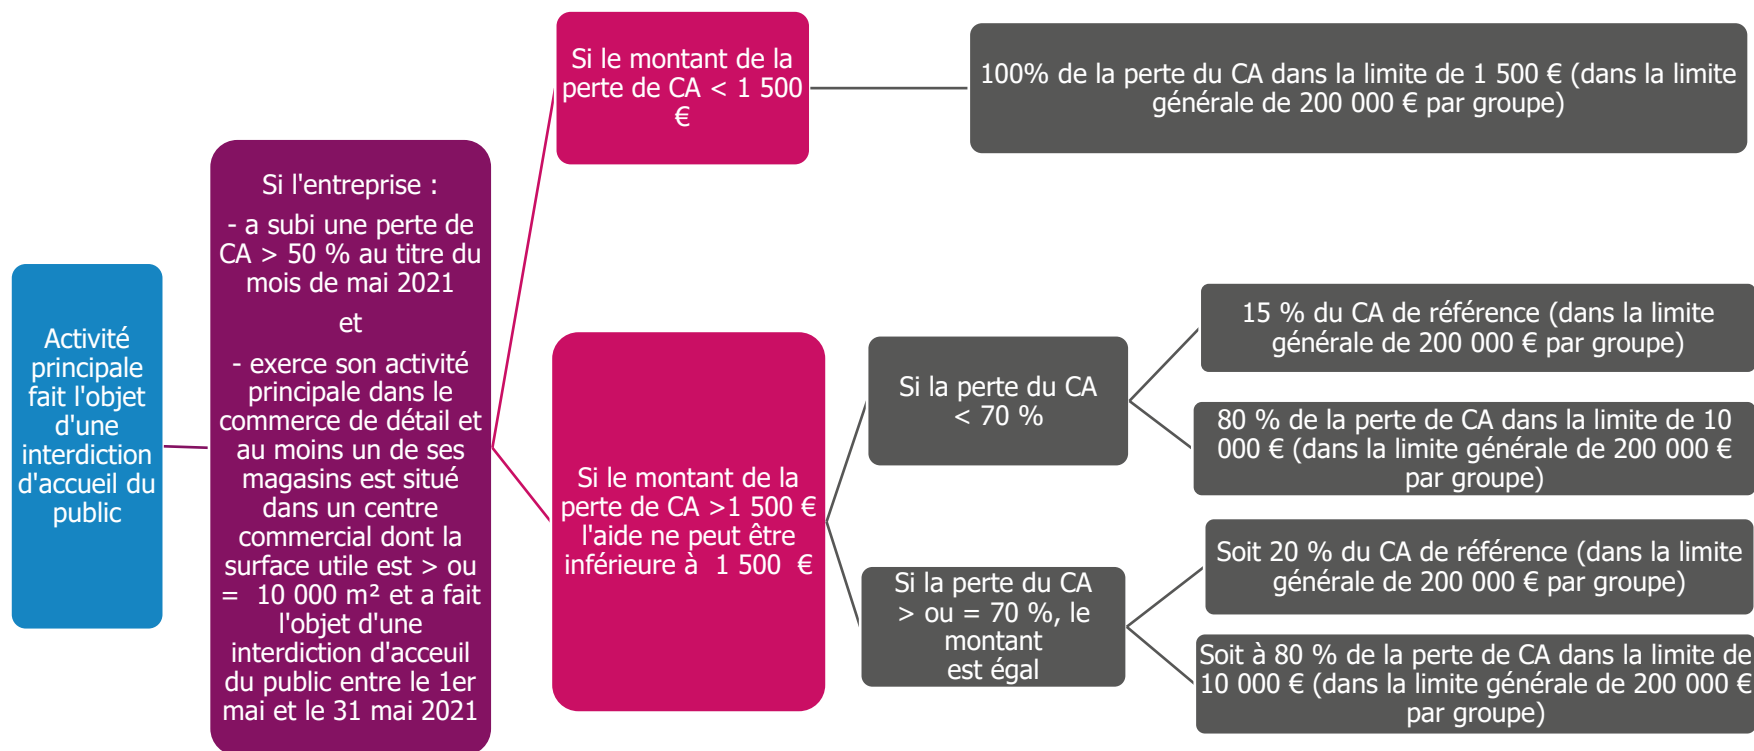 Activité
principale
fait l'objet
d'une
interdiction
d'accueil du
public
Si l'entreprise :
- a subi une perte de
CA > 50 % au titre du
mois de mai 2021
et
- exerce son activité
principale dans le
commerce de détail et
au moins un de ses
magasins est situé
dans un centre
commercial dont la
surface utile est > ou
= 10 000 m² et a fait
l'objet d'une
interdiction d'acceuil
du public entre le 1er
mai et le 31 mai 2021
Si le montant de la
perte de CA < 1 500
€
100% de la perte du CA dans la limite de 1 500 € (dans la limite
générale de 200 000 € par groupe)
Si le montant de la
perte de CA >1 500 €
l'aide ne peut être
inférieure à 1 500 €
Si la perte du CA
< 70 %
15 % du CA de référence (dans la limite
générale de 200 000 € par groupe)
80 % de la perte de CA dans la limite de 10
000 € (dans la limite générale de 200 000 €
par groupe)
Si la perte du CA
> ou = 70 %, le
montant
est égal
Soit 20 % du CA de référence (dans la limite
générale de 200 000 € par groupe)
Soit à 80 % de la perte de CA dans la limite de
10 000 € (dans la limite générale de 200 000 €
par groupe)